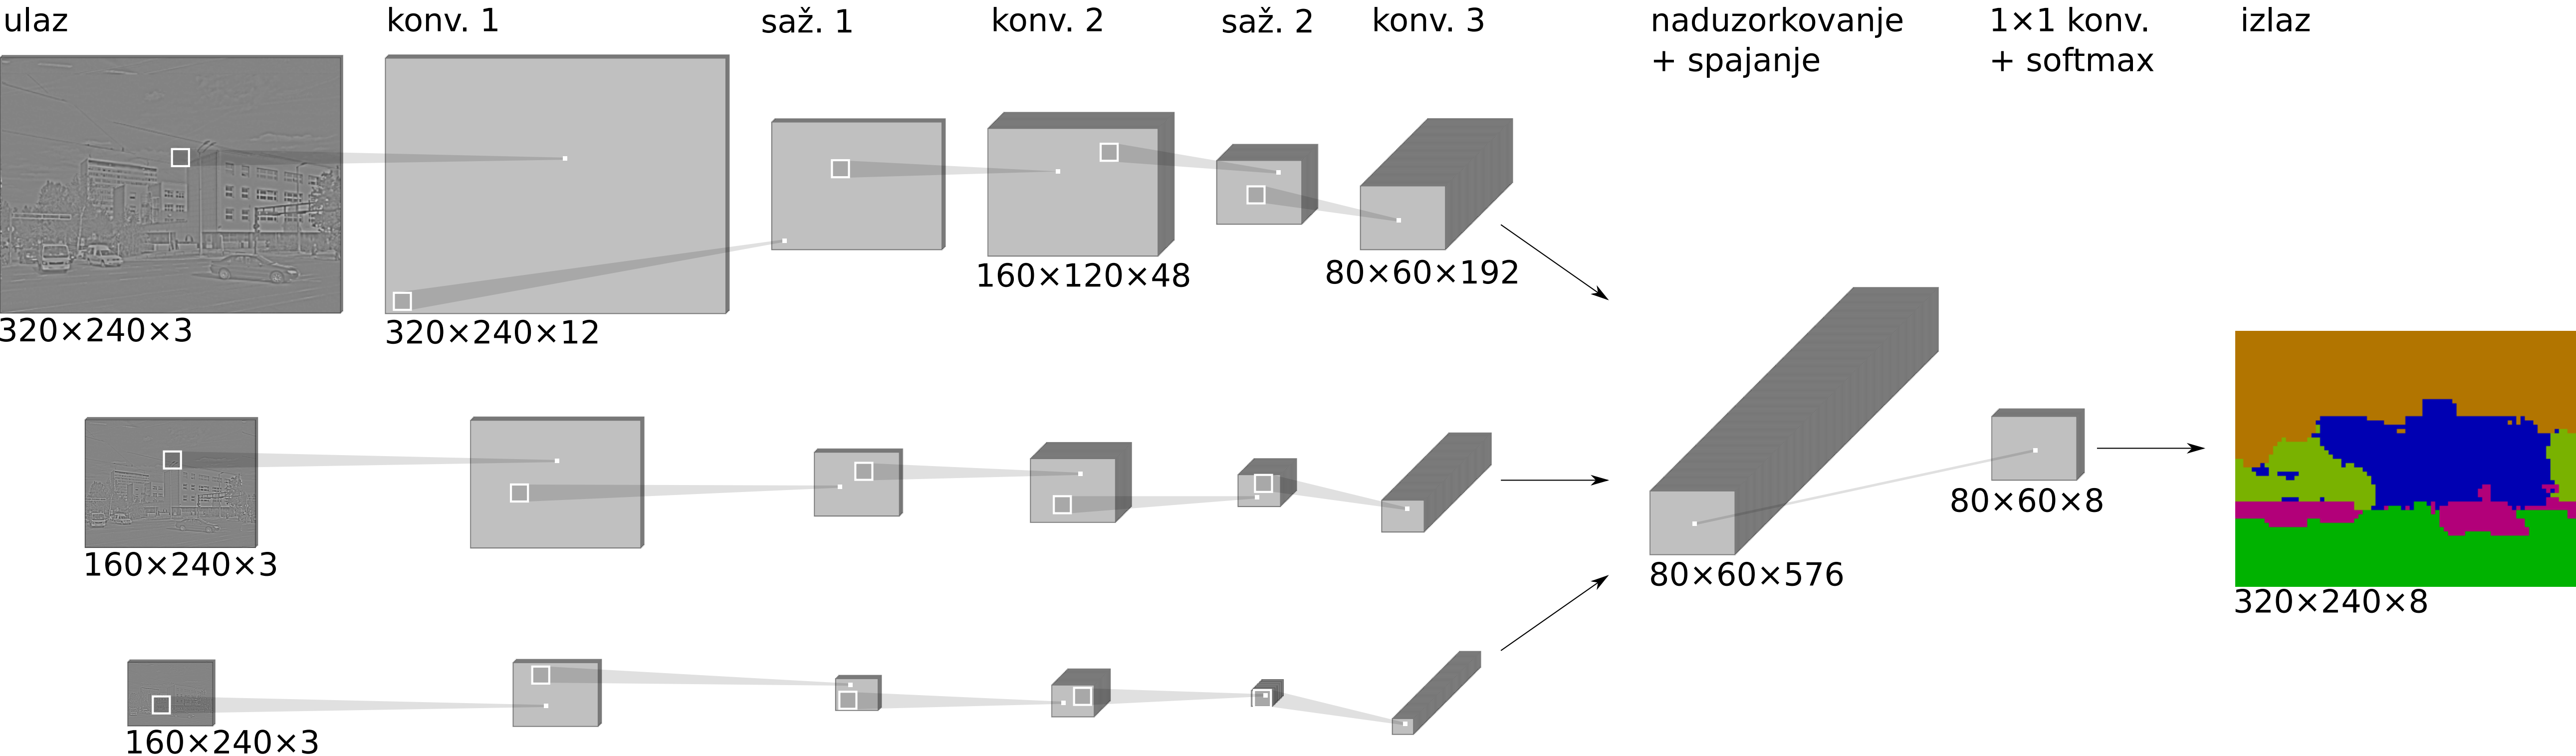 ulaz
konv. 1
saž. 1
konv. 2
saž. 2
konv. 3
naduzorkovanje
+ spajanje
1×1 konv.
+ softmax
izlaz
320×240×3
320×240×12
160×120×48
80×60×192
160×240×3
80×60×576
80×60×8
320×240×8
160×240×3